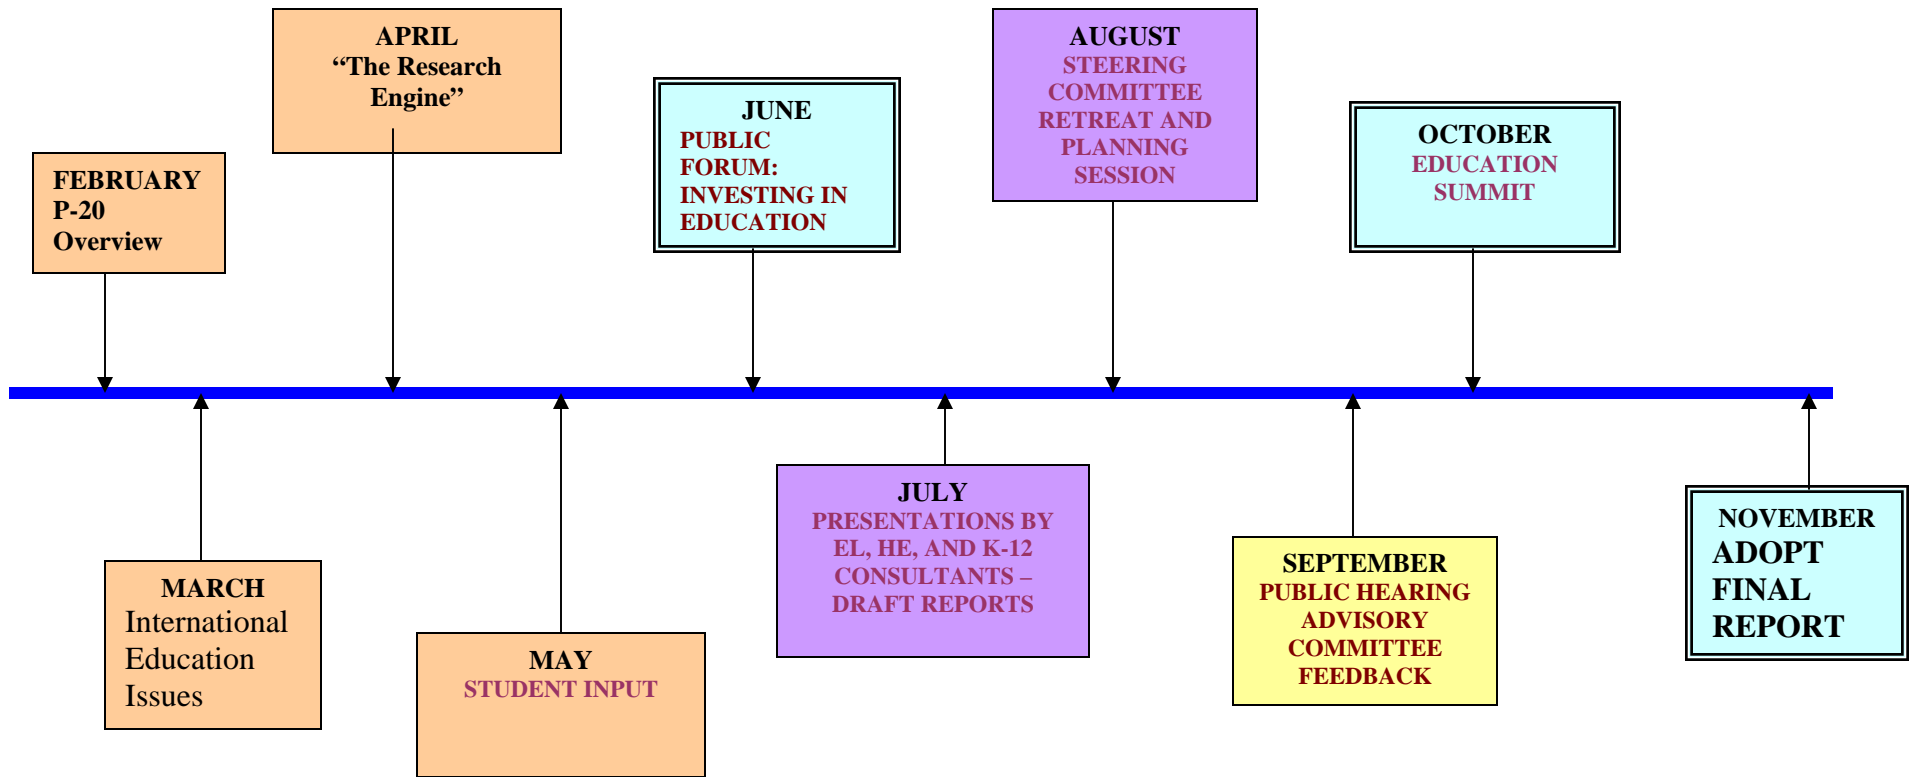 FEBRUARY
P-20
Overview
MARCH
International
Education
Issues
APRIL
“The Research
Engine”
MAY
STUDENT INPUT
JUNE
PUBLIC
FORUM:
INVESTING IN
EDUCATION
JULY
PRESENTATIONS BY
EL, HE, AND K-12
CONSULTANTS –
DRAFT REPORTS
AUGUST
STEERING
COMMITTEE
RETREAT AND
PLANNING
SESSION
SEPTEMBER
PUBLIC HEARING
ADVISORY
COMMITTEE
FEEDBACK
OCTOBER
EDUCATION
SUMMIT
NOVEMBER
ADOPT
FINAL
REPORT